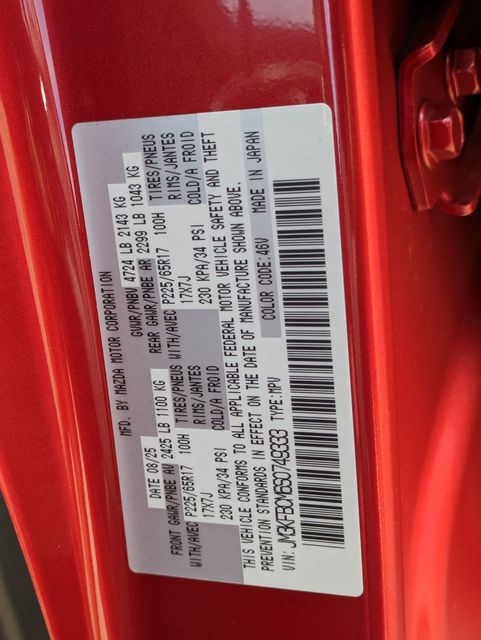 MFD. BY MAZDA MOTOR CORPORATION
DATE 08/25 GVWR/PNBV 4724 LB 2143 KG
FRONT GAWR/PNBE AV 2425 LB 1100 KG REAR GAWR/PNBE AR 2299 LB 1043 KG
TIRES/PNEUS TIRES/PNEUS
WITH/AVEC P225/65R17 100H RIMS/JANTES WITH/AVEC P225/65R17 100H RIMS/JANTES
17X7J COLD/A FROID 17X7J COLD/A FROID
230 KPA/34 PSI 230 KPA/34 PSI
THIS VEHICLE CONFORMS TO ALL APPLICABLE FEDERAL MOTOR VEHICLE SAFETY AND THEFT
PREVENTION STANDARDS IN EFFECT ON THE DATE OF MANUFACTURE SHOWN ABOVE.
VIN: TYPE:MPV COLOR CODE:46V MADE IN JAPAN